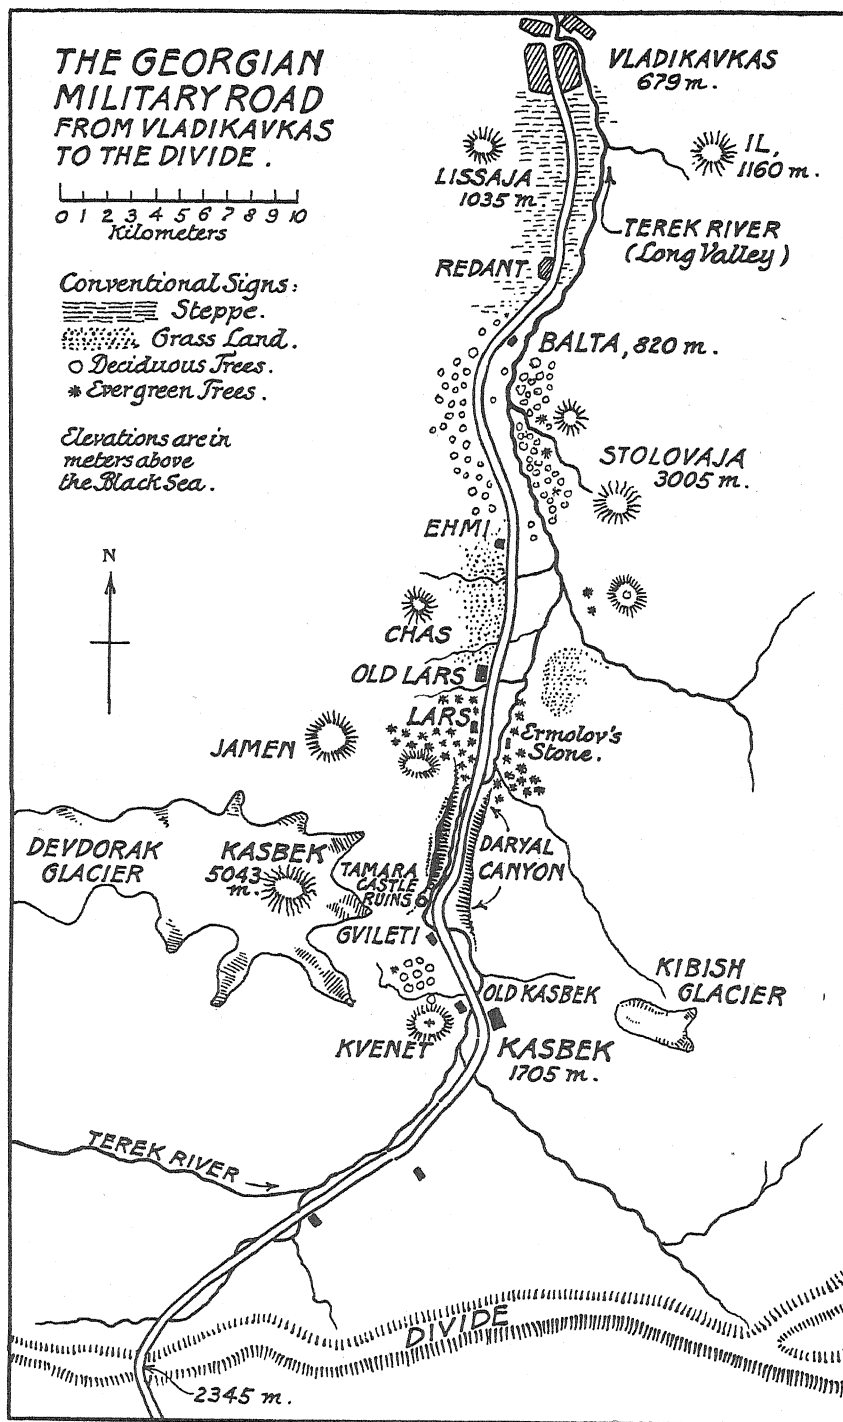 THE GEORGIAN
MILITARY ROAD
FROM VLADIKAVKAS
TO THE DIVIDE.
0 1 2 3 4 5 6 7 8 9 10
Kilometers
Conventional Signs:
Steppe.
Grass Land.
Deciduous Trees.
Evergreen Trees.
Elevations are in
meters above
the Black Sea.
N
VLADIKAVKAS
679 m.
LISSAJA
1035 m.
IL,
1160 m.
TEREK RIVER
(Long Valley)
REDANT
BALTA, 820 m.
STOLOVAJA
3005 m.
EHMI
CHAS
OLD LARS
LARS
Ermolov's
Stone.
JAMEN
DEVDORAK
GLACIER
KASBEK
5043
m.
TAMARA
CASTLE
RUINS
DARYAL
CANYON
GVILETI
OLD KASBEK
KIBISH
GLACIER
KVENET
KASBEK
1705 m.
TEREK RIVER
DIVIDE
2345 m.